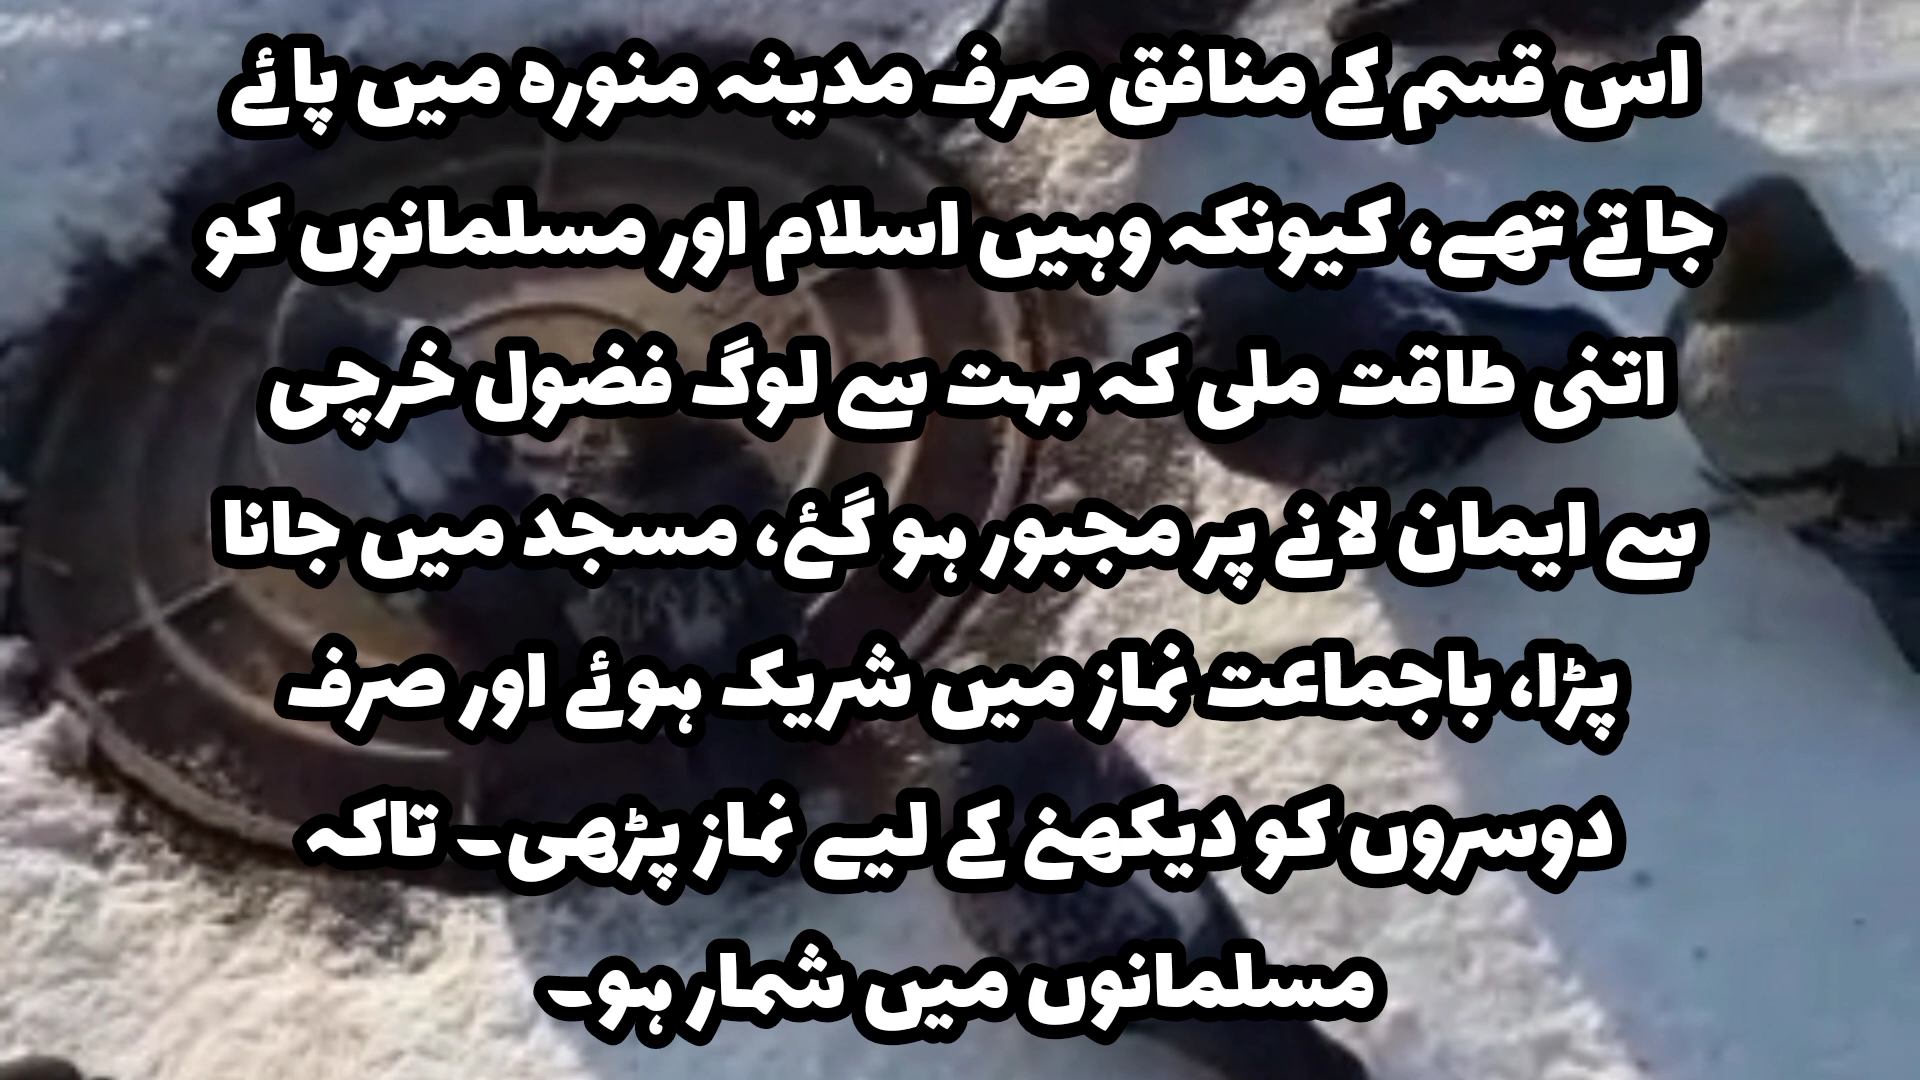 اس قسم کے منافق صرف مدینہ منورہ میں پائے
جاتے تھے، کیونکہ وہیں اسلام اور مسلمانوں کو
اتنی طاقت ملی کہ بہت سے لوگ فضول خرچی
سے ایمان لانے پر مجبور ہو گئے، مسجد میں جانا
پڑا، باجماعت نماز میں شریک ہوئے اور صرف
دوسروں کو دیکھنے کے لیے نماز پڑھی۔ تاکہ
مسلمانوں میں شمار ہو۔